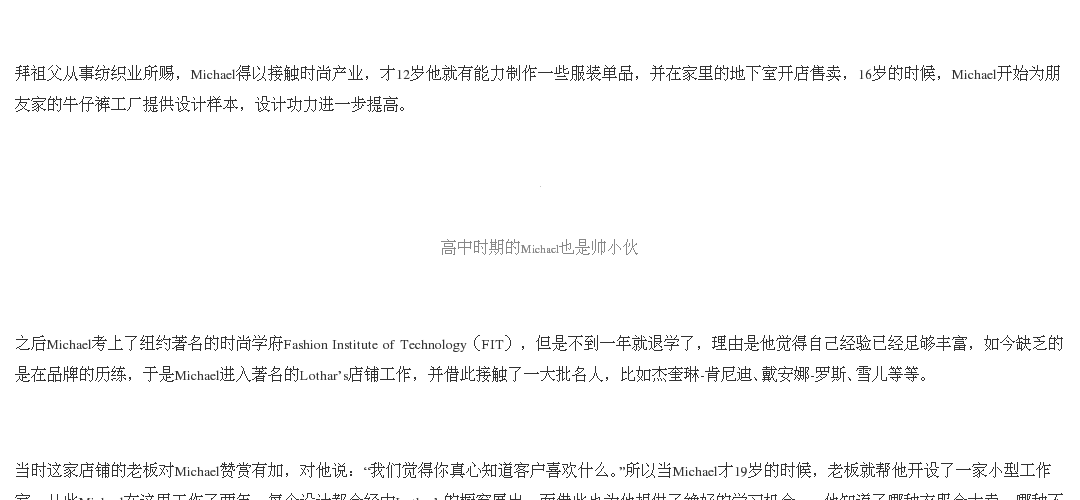 拜祖父从事纺织业所赐，Michael得以接触时尚产业，才12岁他就有能力制作一些服装单品，并在家里的地下室开店售卖，16岁的时候，Michael开始为朋
友家的牛仔裤工厂提供设计样本，设计功力进一步提高。
高中时期的Michael也是帅小伙
之后Michael考上了纽约著名的时尚学府Fashion Institute of Technology（FIT），但是不到一年就退学了，理由是他觉得自己经验已经足够丰富，如今缺乏的
是在品牌的历练，于是Michael进入著名的Lothar’s店铺工作，并借此接触了一大批名人，比如杰奎琳-肯尼迪、戴安娜-罗斯、雪儿等等。
当时这家店铺的老板对Michael赞赏有加，对他说：“我们觉得你真心知道客户喜欢什么。”所以当Michael才19岁的时候，老板就帮他开设了一家小型工作